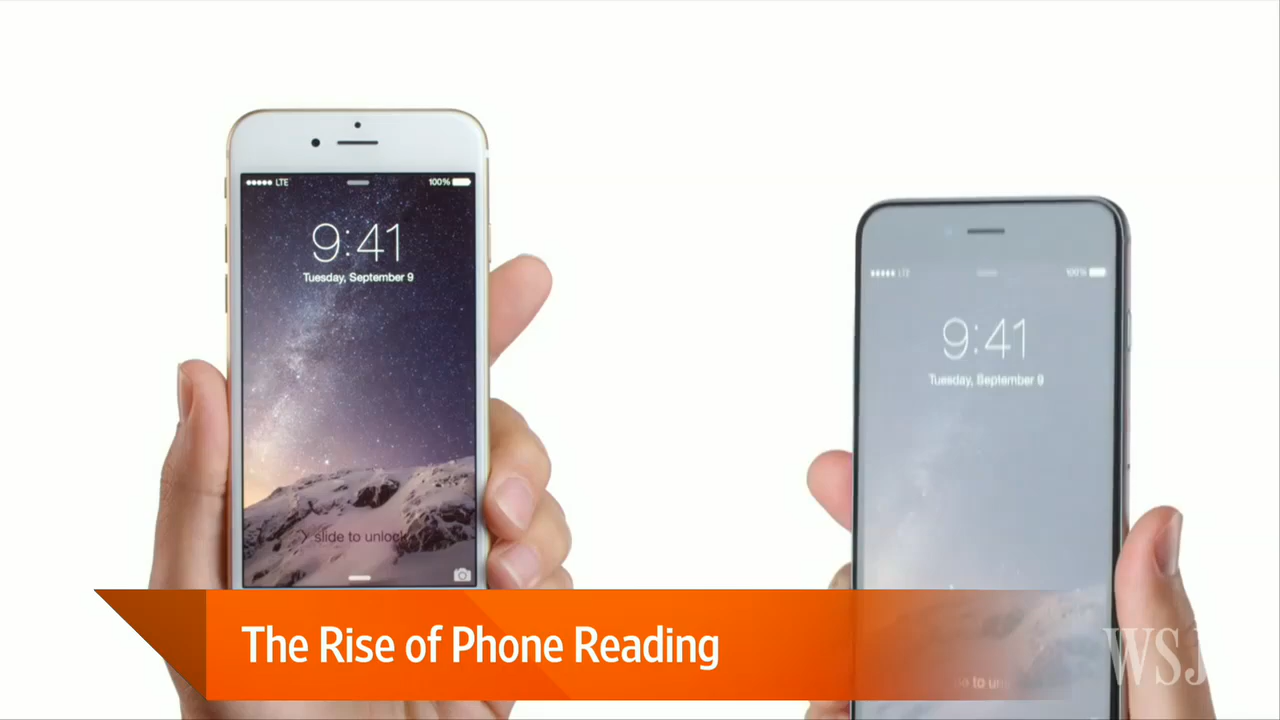 LTE
100%
9:41
Tuesday, September 9
slide to unlock
LTE
100%
9:41
Tuesday, September 9
The Rise of Phone Reading
WSJ